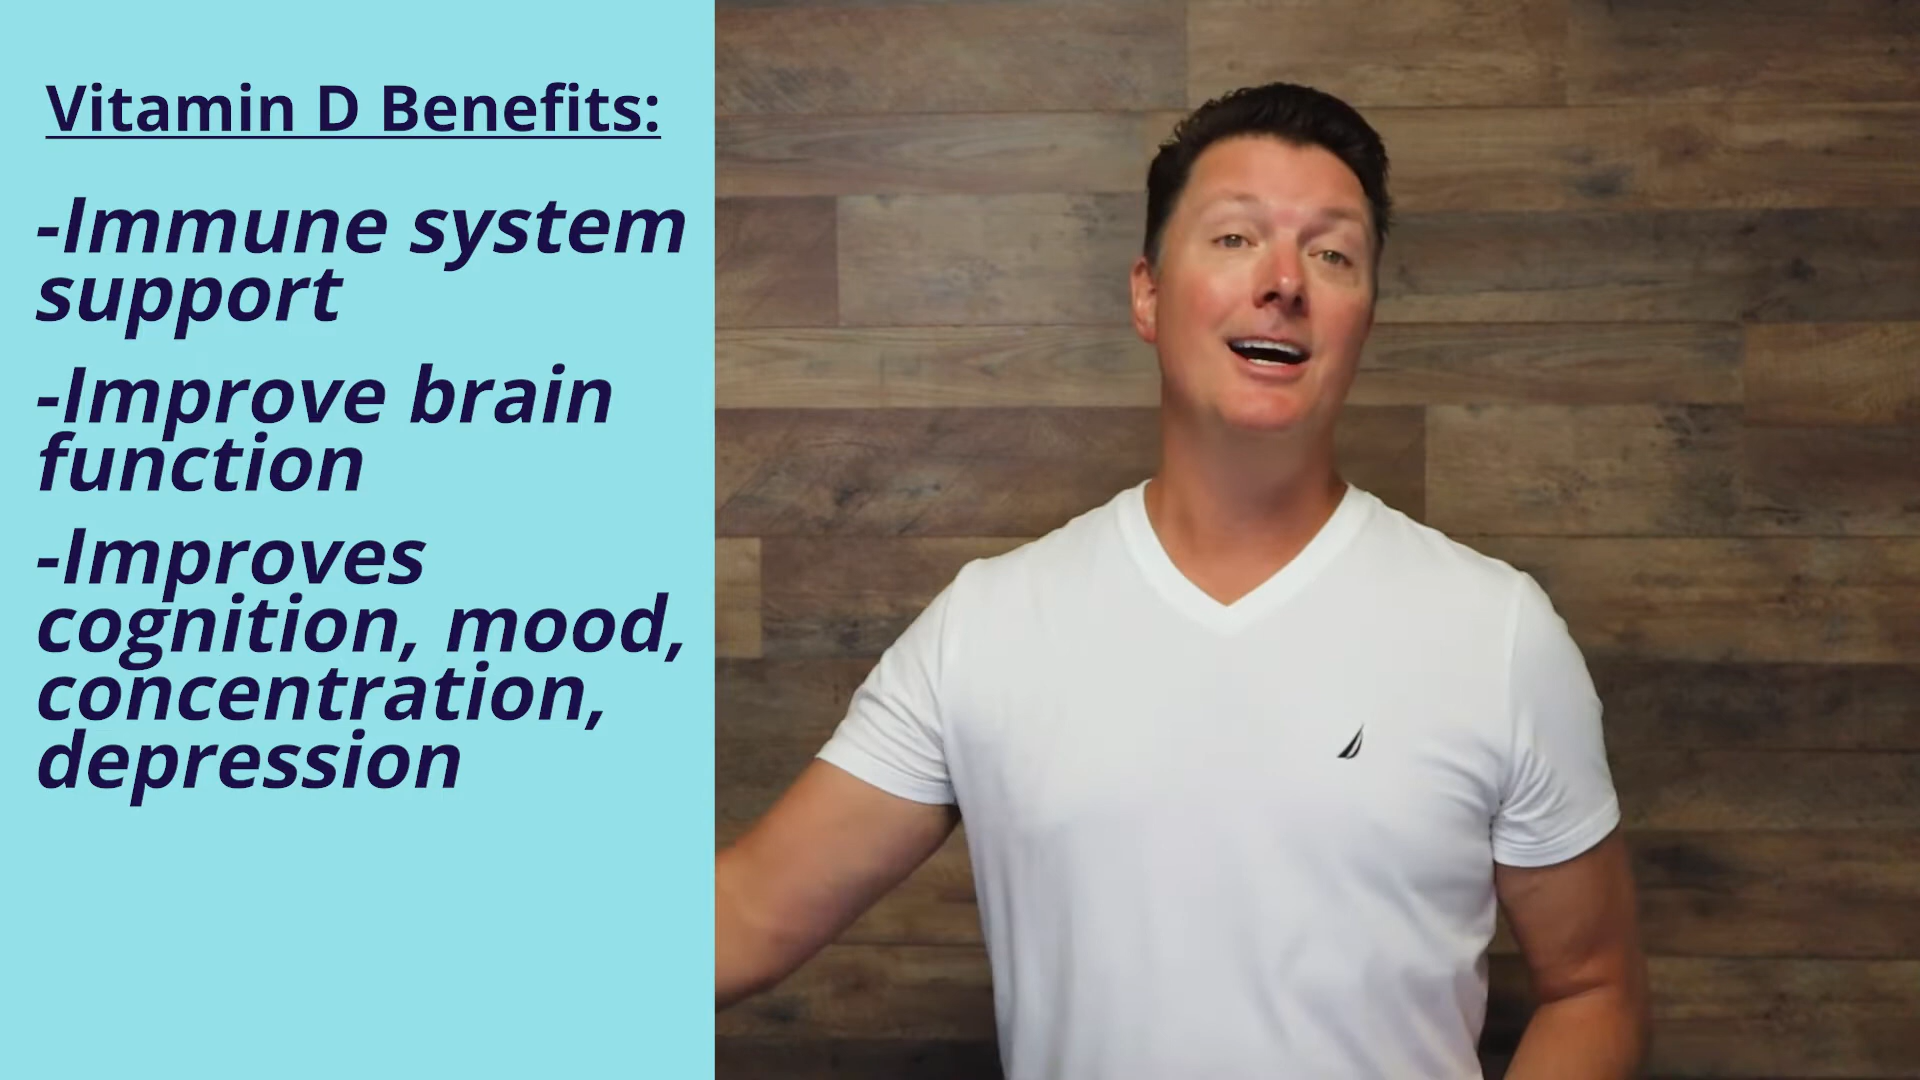 Vitamin D Benefits:
-Immune system
support
-Improve brain
function
-Improves
cognition, mood,
concentration,
depression